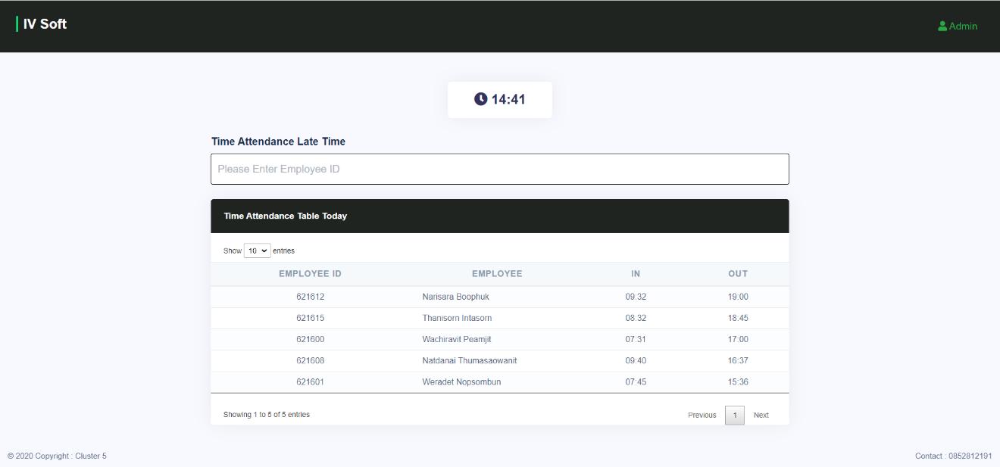 IV Soft
Admin
14:41
Time Attendance Late Time
Please Enter Employee ID
Time Attendance Table Today
Show 10 entries
EMPLOYEE ID EMPLOYEE IN OUT
621612 Narisara Boophuk 09:32 19:00
621615 Thanisorn Intasorn 08:32 18:45
621600 Wachiravit Peamjit 07:31 17:00
621608 Natdanai Thumasaowanit 09:40 16:37
621601 Weradet Nopsombun 07:45 15:36
Showing 1 to 5 of 5 entries Previous 1 Next
© 2020 Copyright : Cluster 5 Contact : 0852812191